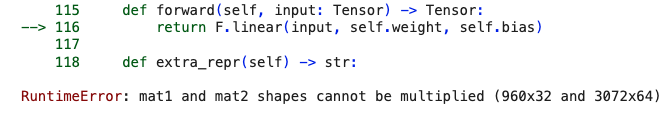 115     def forward(self, input: Tensor) -> Tensor:
--> 116         return F.linear(input, self.weight, self.bias)
117
118     def extra_repr(self) -> str:
RuntimeError: mat1 and mat2 shapes cannot be multiplied (960x32 and 3072x64)